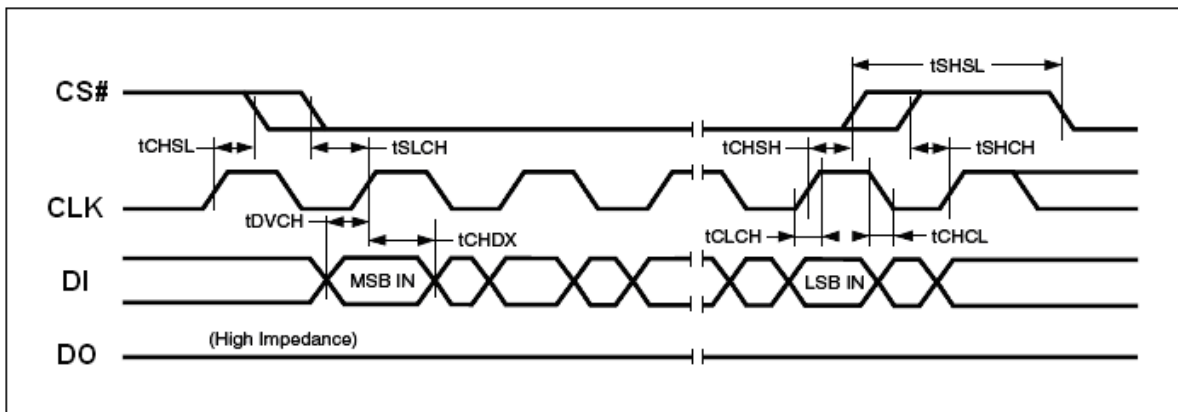 tSHSL
CS#
tCHSL
tSLCH
tCHSH
tSHCH
CLK
tDVCH
tCHDX
tCLCH
tCHCL
DI
MSB IN
LSB IN
(High Impedance)
DO